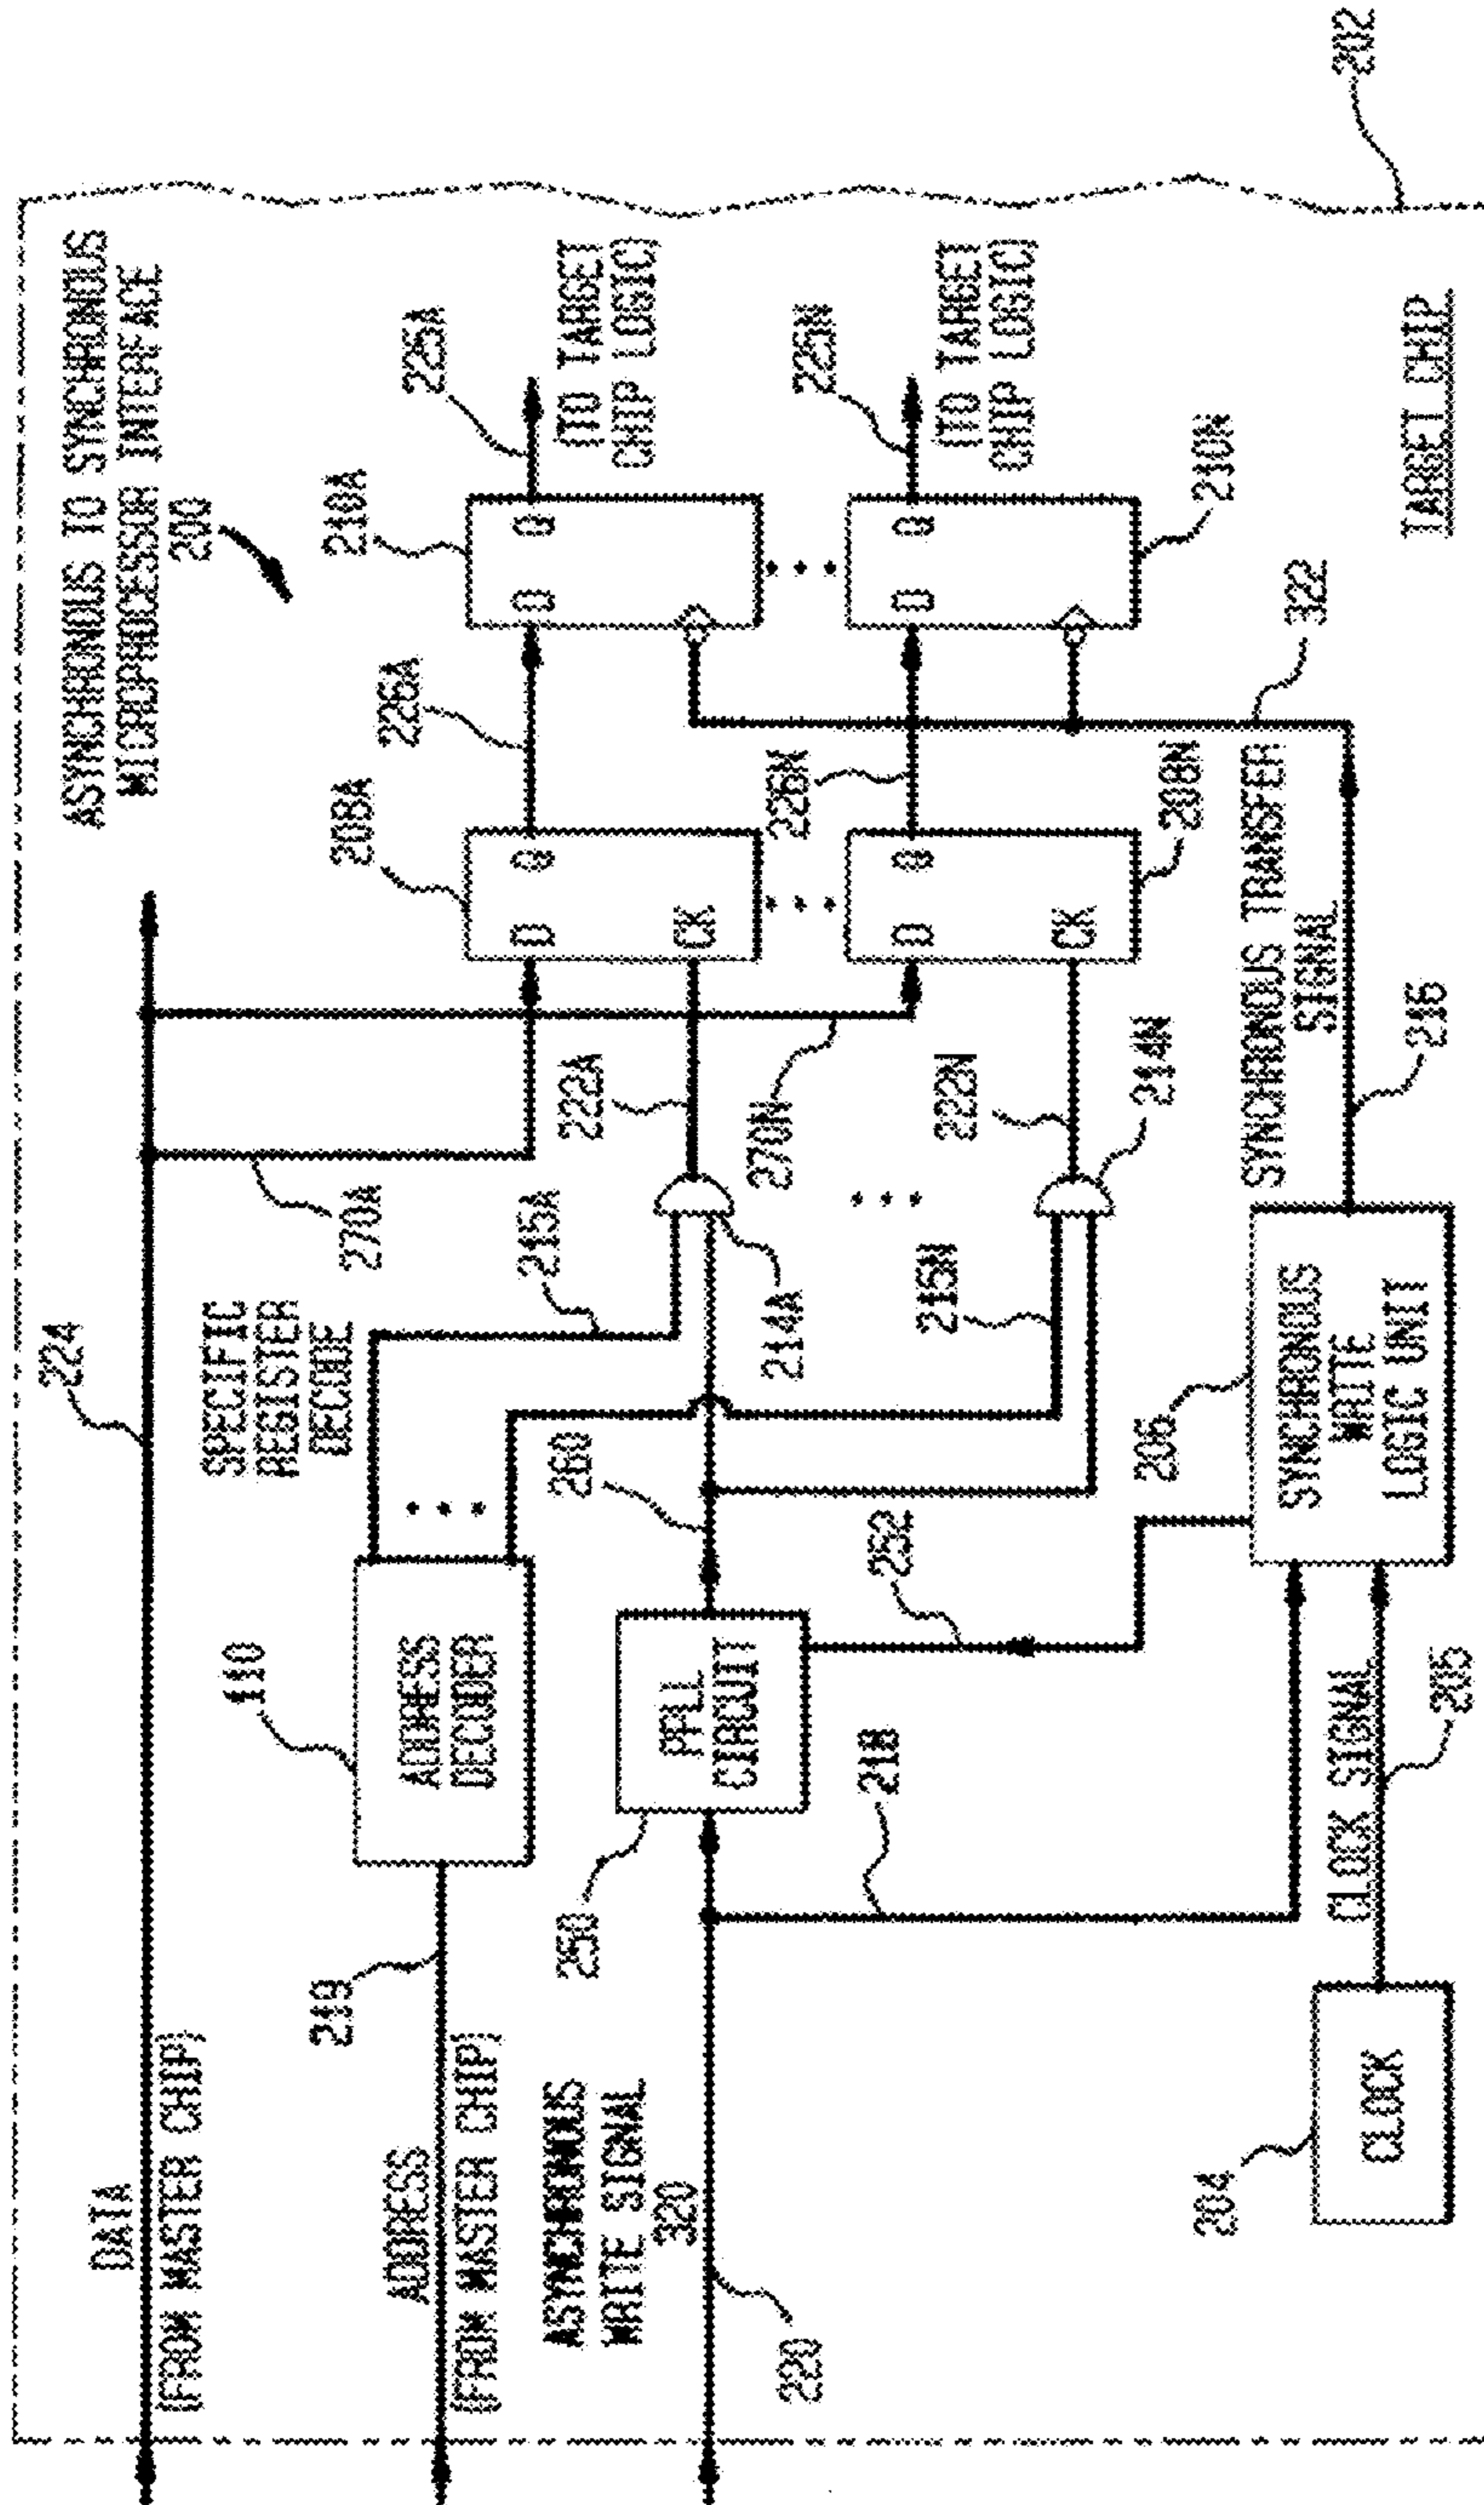 ASYNCHRONOUS TO SYNCHRONOUS
MICROPROCESSOR INTERFACE
200
224
DATA
(FROM MASTER CHIP)
SPECIFIC
REGISTER
DECODE
110
ADDRESS
DECODER
219
ADDRESS
(FROM MASTER CHIP)
270A
215A
222A
208A
D
Q
CK
226A
210A
D
Q
225A
(TO TARGET
CHIP LOGIC)
ASYNCHRONOUS
WRITE SIGNAL
320
220
250
PFLL
CIRCUIT
260
214A
270N
226N
225N
(TO TARGET
CHIP LOGIC)
218
252
215N
222N
214N
D
Q
CK
208N
D
Q
210N
206
SYNCHRONOUS
WRITE
LOGIC UNIT
SYNCHRONOUS TRANSFER
SIGNAL
216
322
204
CLOCK
CLOCK SIGNAL
205
TARGET CHIP
202